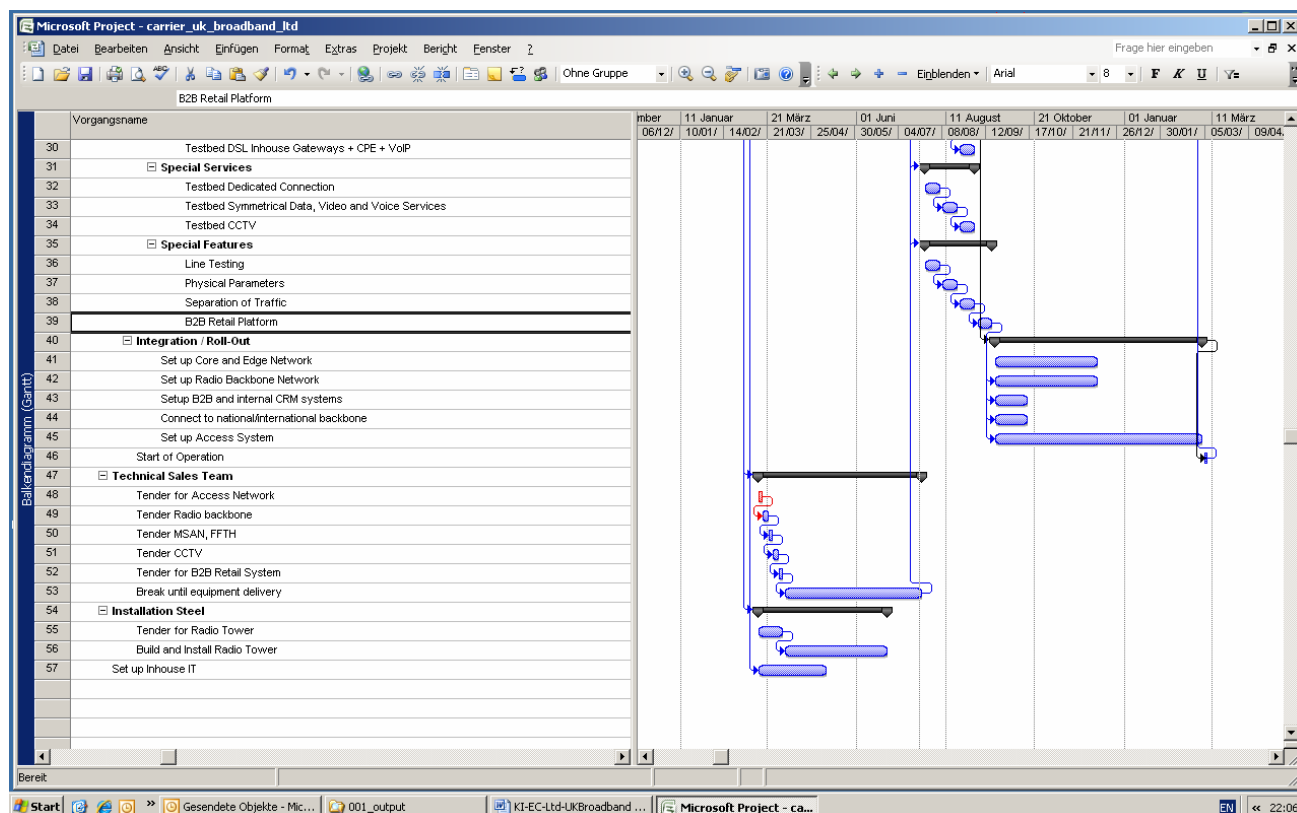 Microsoft Project - carrier_uk_broadband_ltd
Datei Bearbeiten Ansicht Einfügen Format Extras Projekt Bericht Fenster ? Frage hier eingeben
Ohne Gruppe Einblenden Arial 8 F K U
B2B Retail Platform
Vorgangsname
mber 11 Januar 21 März 01 Juni 11 August 21 Oktober 01 Januar 11 März
06/12/ 10/01/ 14/02/ 21/03/ 25/04/ 30/05/ 04/07/ 08/08/ 12/09/ 17/10/ 21/11/ 26/12/ 30/01/ 05/03/ 09/04.
30 Testbed DSL Inhouse Gateways + CPE + VoIP
31 Special Services
32 Testbed Dedicated Connection
33 Testbed Symmetrical Data, Video and Voice Services
34 Testbed CCTV
35 Special Features
36 Line Testing
37 Physical Parameters
38 Separation of Traffic
39 B2B Retail Platform
40 Integration / Roll-Out
41 Set up Core and Edge Network
42 Set up Radio Backbone Network
43 Setup B2B and internal CRM systems
44 Connect to national/international backbone
45 Set up Access System
46 Start of Operation
47 Technical Sales Team
48 Tender for Access Network
49 Tender Radio backbone
50 Tender MSAN, FFTH
51 Tender CCTV
52 Tender for B2B Retail System
53 Break until equipment delivery
54 Installation Steel
55 Tender for Radio Tower
56 Build and Install Radio Tower
57 Set up Inhouse IT
Balkendiagramm (Gantt)
Bereit
Start Gesendete Objekte - Mic... 001_output KI-EC-Ltd-UKBroadband ... Microsoft Project - ca... EN 22:06